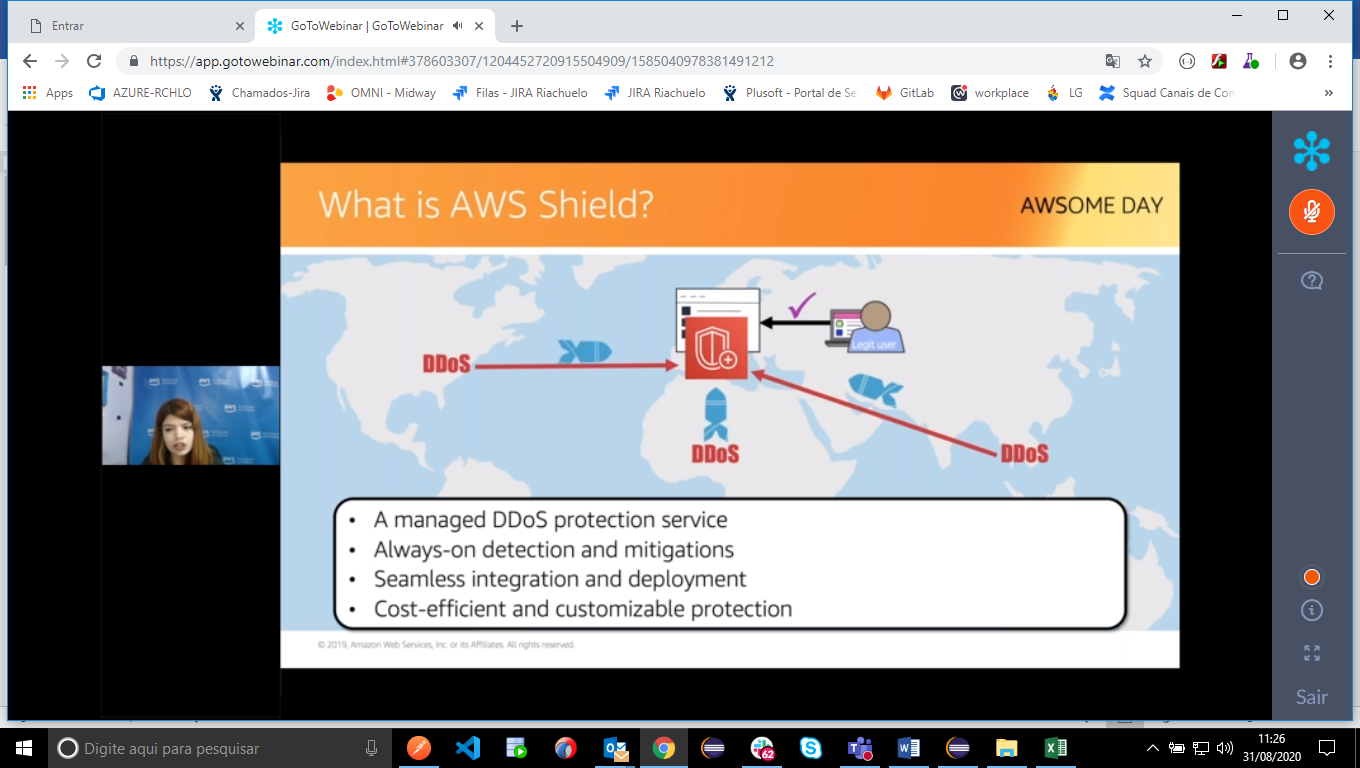 Entrar
GoToWebinar | GoToWebinar
https://app.gotowebinar.com/index.html#378603307/1204452720915504909/1585040978381491212
Apps AZURE-RCHLO Chamados-Jira OMNI - Midway Filas - JIRA Riachuelo JIRA Riachuelo Plusoft - Portal de Se GitLab workplace LG Squad Canais de Con »
What is AWS Shield?
AWSOME DAY
Legit user
DDoS
DDoS
DDoS
• A managed DDoS protection service
• Always-on detection and mitigations
• Seamless integration and deployment
• Cost-efficient and customizable protection
© 2019, Amazon Web Services, Inc. or its Affiliates. All rights reserved.
aws
aws
aws
Sair
Digite aqui para pesquisar
62
11:26
31/08/2020